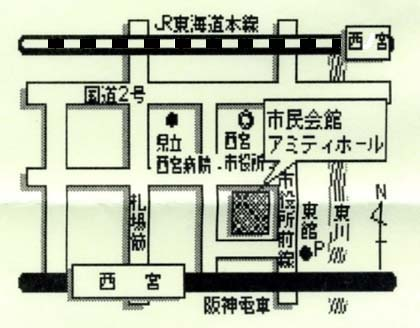 JR東海道本線
西宮
国道2号
市民会館
アミティホール
県立
西宮病院
西宮
市役所
札場筋
市役所前線
東館
P
東川
N
西宮
阪神電車